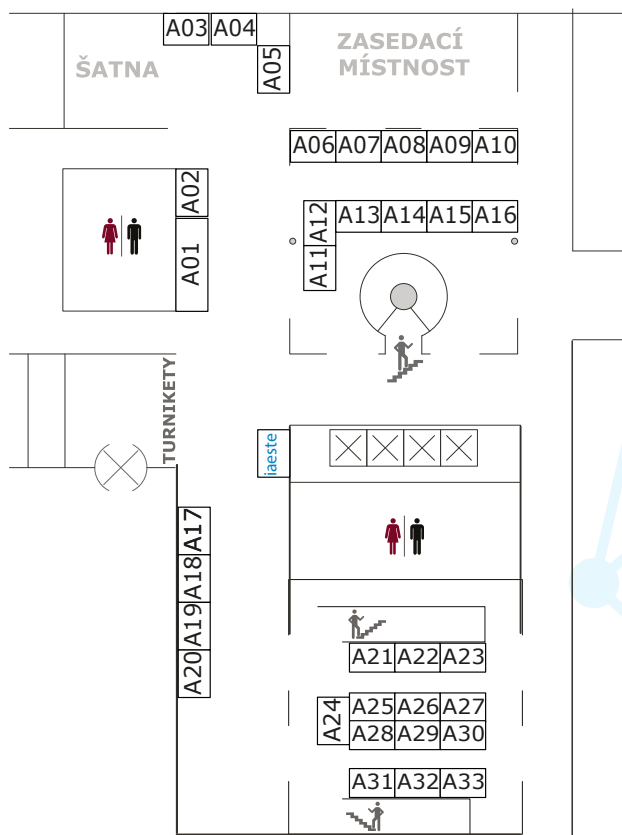 A03 A04
A05
ŠATNA
ZASEDACÍ
MÍSTNOST
A06 A07 A08 A09 A10
A02
A01
A12 A13 A14 A15 A16
A11
TURNIKETY
iaeste
A17
A18
A19
A20
A21 A22 A23
A24
A25 A26 A27
A28 A29 A30
A31 A32 A33